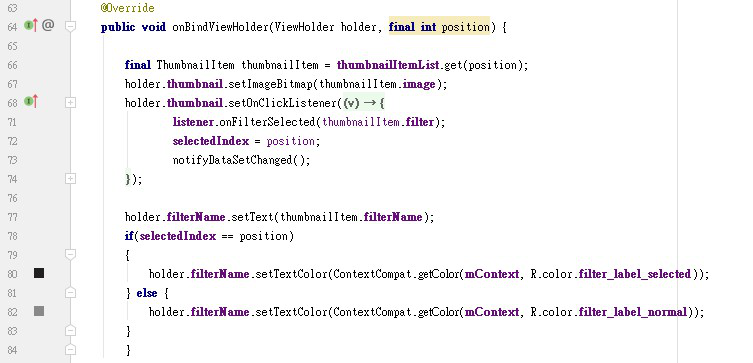 63 @Override
64 @ public void onBindViewHolder(ViewHolder holder, final int position) {
65
66 final ThumbnailItem thumbnailItem = thumbnailItemList.get(position);
67 holder.thumbnail.setImageBitmap(thumbnailItem.image);
68 holder.thumbnail.setOnClickListener((v) → {
71 listener.onFilterSelected(thumbnailItem.filter);
72 selectedIndex = position;
73 notifyDataSetChanged();
74 });
76
77 holder.filterName.setText(thumbnailItem.filterName);
78 if(selectedIndex == position)
79 {
80 holder.filterName.setTextColor(ContextCompat.getColor(mContext, R.color.filter_label_selected));
81 } else {
82 holder.filterName.setTextColor(ContextCompat.getColor(mContext, R.color.filter_label_normal));
83 }
84 }